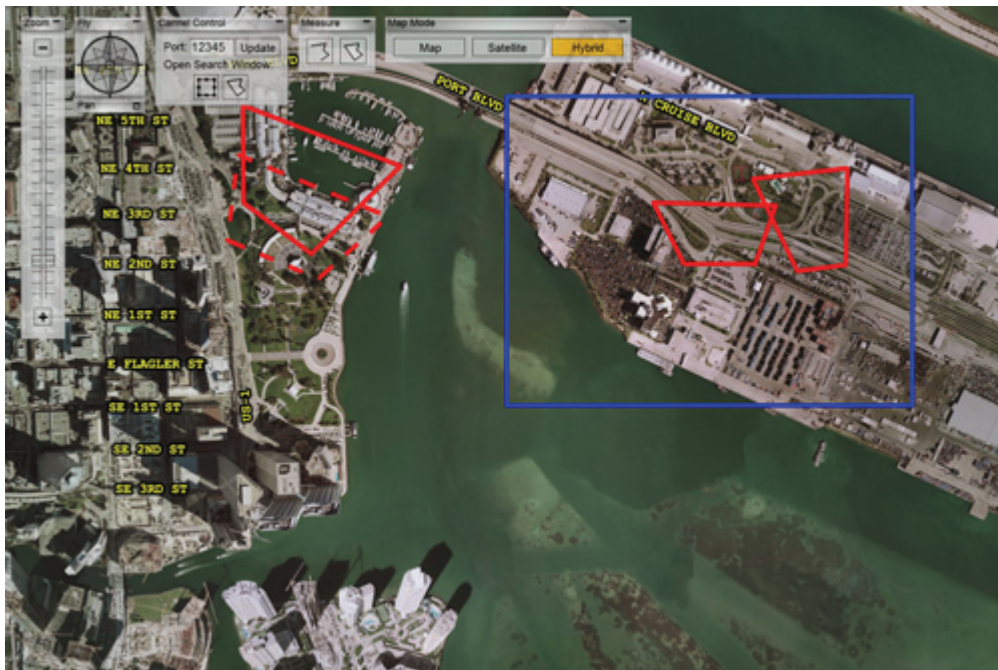 Zoom
Fly
Carmel Control
Measure
Map Mode
Port: 12345 Update
Open Search Window:
Map
Satellite
Hybrid
Pan
PORT BLVD
N CRUISE BLVD
NE 5TH ST
NE 4TH ST
NE 3RD ST
NE 2ND ST
NE 1ST ST
E FLAGLER ST
US-1
SE 1ST ST
SE 2ND ST
SE 3RD ST